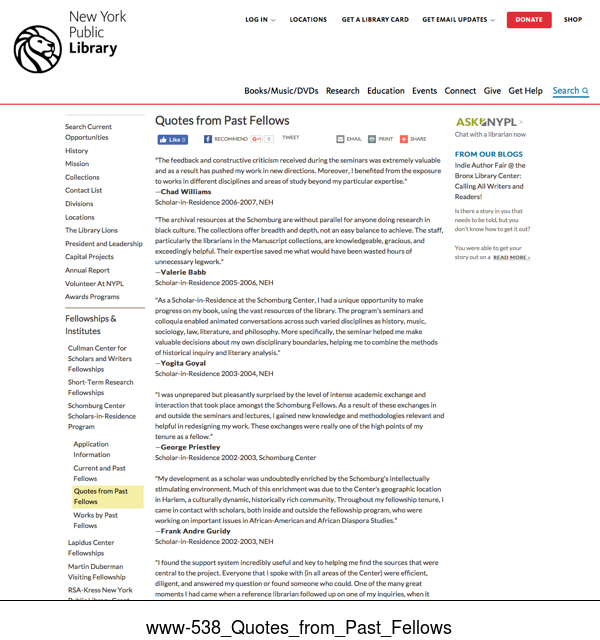 New York
Public
Library
LOG IN
LOCATIONS
GET A LIBRARY CARD
GET EMAIL UPDATES
DONATE
SHOP
Books/Music/DVDs
Research
Education
Events
Connect
Give
Get Help
Search
Search Current
Opportunities
History
Mission
Collections
Contact List
Divisions
Locations
The Library Lions
President and Leadership
Capital Projects
Annual Report
Volunteer At NYPL
Awards Programs
Fellowships &
Institutes
Cullman Center for
Scholars and Writers
Fellowships
Short-Term Research
Fellowships
Schomburg Center
Scholars-in-Residence
Program
Application
Information
Current and Past
Fellows
Quotes from Past
Fellows
Works by Past
Fellows
Lapidus Center
Fellowships
Martin Duberman
Visiting Fellowship
RSA-Kress New York
Quotes from Past Fellows
Like 0
RECOMMEND
G+1 0
TWEET
EMAIL
PRINT
SHARE
"The feedback and constructive criticism received during the seminars was extremely valuable
and as a result has pushed my work in new directions. Moreover, I benefited from the exposure
to works in different disciplines and areas of study beyond my particular expertise."
—Chad Williams
Scholar-in-Residence 2006-2007, NEH
"The archival resources at the Schomburg are without parallel for anyone doing research in
black culture. The collections offer breadth and depth, not an easy balance to achieve. The staff,
particularly the librarians in the Manuscript collections, are knowledgeable, gracious, and
exceedingly helpful. Their expertise saved me what would have been wasted hours of
unnecessary legwork."
—Valerie Babb
Scholar-in-Residence 2005-2006, NEH
"As a Scholar-in-Residence at the Schomburg Center, I had a unique opportunity to make
progress on my book, using the vast resources of the library. The program's seminars and
colloquia enabled animated conversations across such varied disciplines as history, music,
sociology, law, literature, and philosophy. More specifically, the seminar helped me make
valuable decisions about my own disciplinary boundaries, helping me to combine the methods
of historical inquiry and literary analysis."
—Yogita Goyal
Scholar-in-Residence 2003-2004, NEH
"I was unprepared but pleasantly surprised by the level of intense academic exchange and
interaction that took place amongst the Schomburg Fellows. As a result of these exchanges in
and outside the seminars and lectures, I gained new knowledge and methodologies relevant and
helpful in redesigning my work. These exchanges were really one of the high points of my
tenure as a fellow."
—George Priestley
Scholar-in-Residence 2002-2003, Schomburg Center
"My development as a scholar was undoubtedly enriched by the Schomburg's intellectually
stimulating environment. Much of this enrichment was due to the Center's geographic location
in Harlem, a culturally dynamic, historically rich community. Throughout my fellowship tenure, I
came in contact with scholars, both inside and outside the fellowship program, who were
working on important issues in African-American and African Diaspora Studies."
—Frank Andre Guridy
Scholar-in-Residence 2002-2003, NEH
"I found the support system incredibly useful and key to helping me find the sources that were
central to the project. Everyone that I spoke with (in all areas of the Center) were efficient,
diligent, and answered my question or found someone who could. One of the many great
moments I had came when a reference librarian followed up on one of my inquiries, when it
ASK NYPL >
Chat with a librarian now
FROM OUR BLOGS
Indie Author Fair @ the
Bronx Library Center:
Calling All Writers and
Readers!
Is there a story in you that
needs to be told, but you
don't know how to get it out?
You were able to get your
story out on a READ MORE ›
www-538_Quotes_from_Past_Fellows